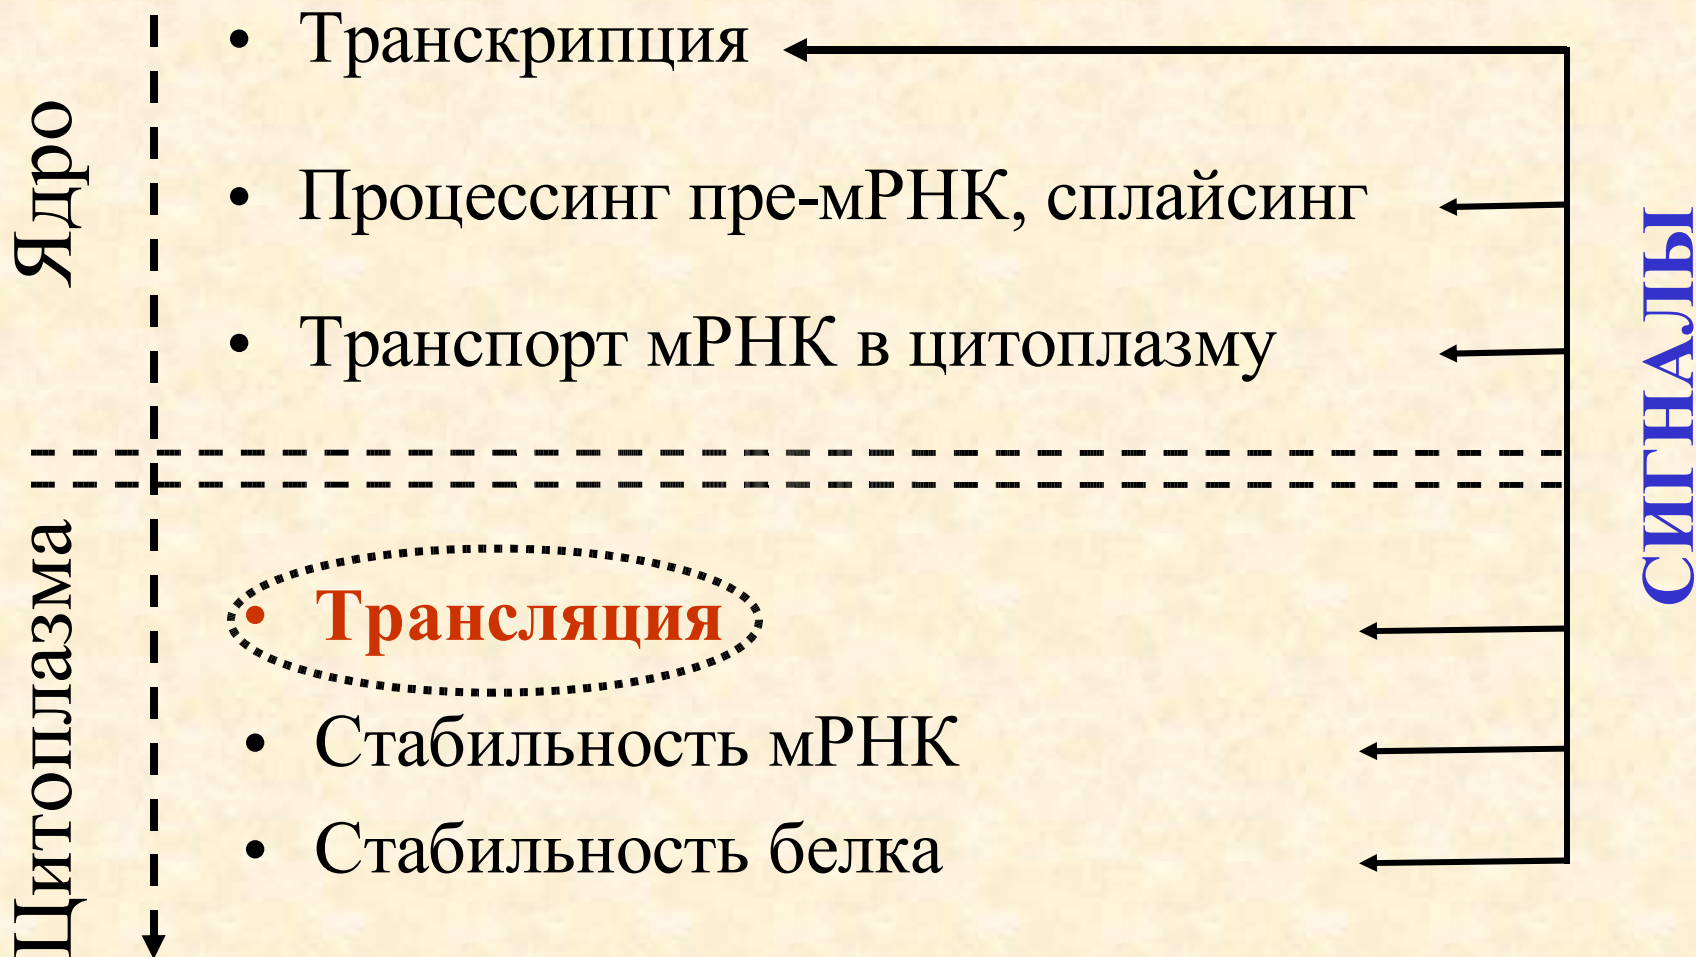 Ядро
• Транскрипция
• Процессинг пре-мРНК, сплайсинг
• Транспорт мРНК в цитоплазму
Цитоплазма
• Трансляция
• Стабильность мРНК
• Стабильность белка
СИГНАЛЫ